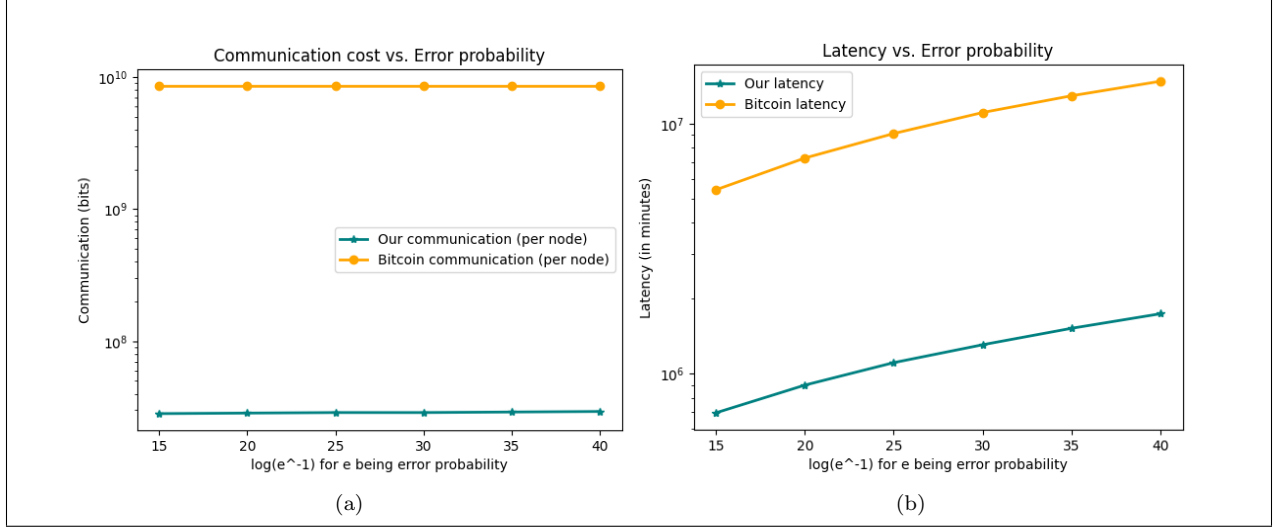 Communication cost vs. Error probability
10^10
10^9
10^8
Communication (bits)
Our communication (per node)
Bitcoin communication (per node)
15 20 25 30 35 40
log(e^-1) for e being error probability
(a)
Latency vs. Error probability
Our latency
Bitcoin latency
10^7
10^6
Latency (in minutes)
15 20 25 30 35 40
log(e^-1) for e being error probability
(b)